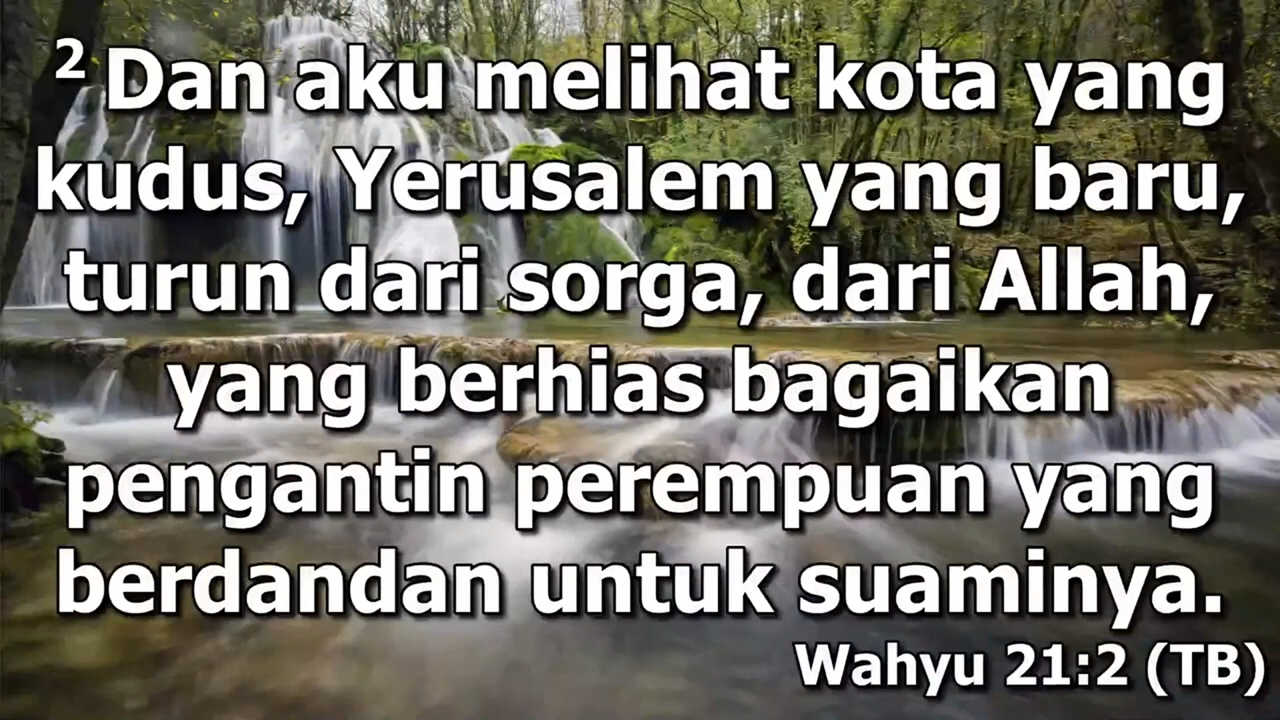 ² Dan aku melihat kota yang
kudus, Yerusalem yang baru,
turun dari sorga, dari Allah,
yang berhias bagaikan
pengantin perempuan yang
berdandan untuk suaminya.
Wahyu 21:2 (TB)